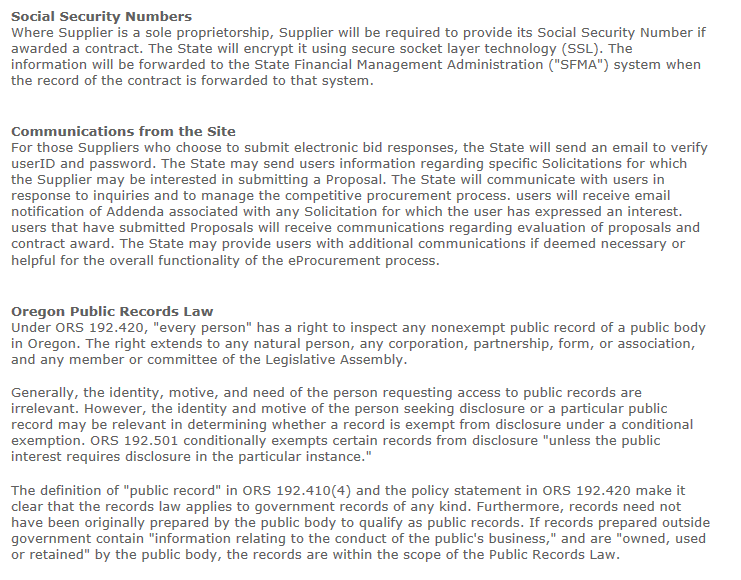 Social Security Numbers
Where Supplier is a sole proprietorship, Supplier will be required to provide its Social Security Number if
awarded a contract. The State will encrypt it using secure socket layer technology (SSL). The
information will be forwarded to the State Financial Management Administration ("SFMA") system when
the record of the contract is forwarded to that system.
Communications from the Site
For those Suppliers who choose to submit electronic bid responses, the State will send an email to verify
userID and password. The State may send users information regarding specific Solicitations for which
the Supplier may be interested in submitting a Proposal. The State will communicate with users in
response to inquiries and to manage the competitive procurement process. users will receive email
notification of Addenda associated with any Solicitation for which the user has expressed an interest.
users that have submitted Proposals will receive communications regarding evaluation of proposals and
contract award. The State may provide users with additional communications if deemed necessary or
helpful for the overall functionality of the eProcurement process.
Oregon Public Records Law
Under ORS 192.420, "every person" has a right to inspect any nonexempt public record of a public body
in Oregon. The right extends to any natural person, any corporation, partnership, form, or association,
and any member or committee of the Legislative Assembly.
Generally, the identity, motive, and need of the person requesting access to public records are
irrelevant. However, the identity and motive of the person seeking disclosure or a particular public
record may be relevant in determining whether a record is exempt from disclosure under a conditional
exemption. ORS 192.501 conditionally exempts certain records from disclosure "unless the public
interest requires disclosure in the particular instance."
The definition of "public record" in ORS 192.410(4) and the policy statement in ORS 192.420 make it
clear that the records law applies to government records of any kind. Furthermore, records need not
have been originally prepared by the public body to qualify as public records. If records prepared outside
government contain "information relating to the conduct of the public's business," and are "owned, used
or retained" by the public body, the records are within the scope of the Public Records Law.